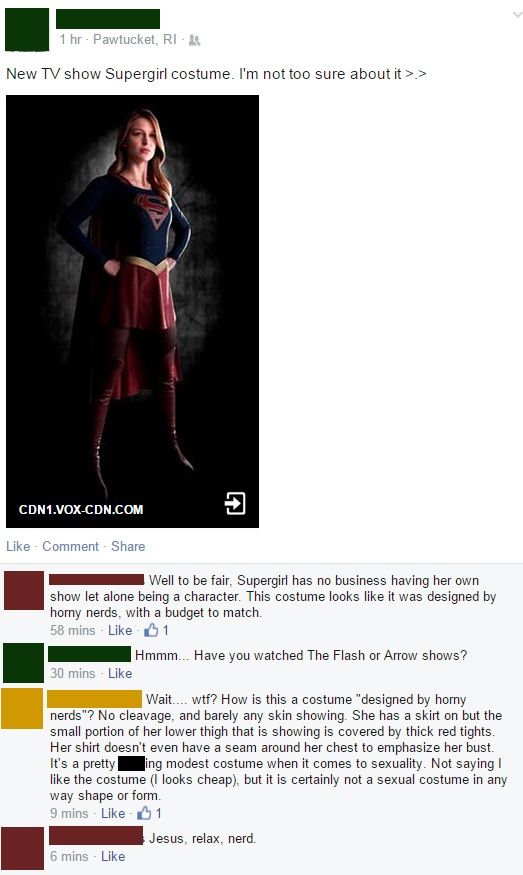 1 hr · Pawtucket, RI ·
New TV show Supergirl costume. I'm not too sure about it >.>
S
CDN1.VOX-CDN.COM
Like · Comment · Share
Well to be fair, Supergirl has no business having her own
show let alone being a character. This costume looks like it was designed by
horny nerds, with a budget to match.
58 mins · Like · 1
Hmmm... Have you watched The Flash or Arrow shows?
30 mins · Like
Wait.... wtf? How is this a costume "designed by horny
nerds"? No cleavage, and barely any skin showing. She has a skirt on but the
small portion of her lower thigh that is showing is covered by thick red tights.
Her shirt doesn't even have a seam around her chest to emphasize her bust.
It's a pretty ing modest costume when it comes to sexuality. Not saying I
like the costume (I looks cheap), but it is certainly not a sexual costume in any
way shape or form.
9 mins · Like · 1
Jesus, relax, nerd.
6 mins · Like